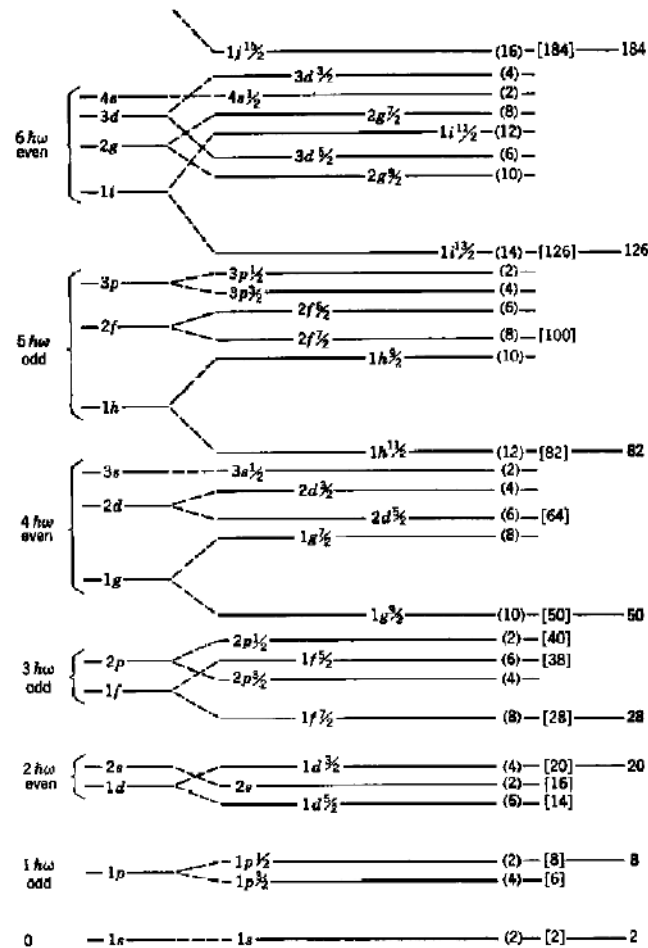 1j 15/2 (16) [184] 184
3d 3/2 (4)
4s 4s 1/2 (2)
3d 2g 7/2 (8)
6ħω even 1i 11/2 (12)
2g 3d 5/2 (6)
2g 9/2 (10)
1i
1i 13/2 (14) [126] 126
3p 3p 1/2 (2)
3p 3/2 (4)
2f 2f 5/2 (6)
5ħω odd 2f 7/2 (8) [100]
1h 9/2 (10)
1h
1h 11/2 (12) [82] 82
3s 3s 1/2 (2)
2d 2d 3/2 (4)
4ħω even 2d 5/2 (6) [64]
1g 7/2 (8)
1g
1g 9/2 (10) [50] 50
2p 2p 1/2 (2) [40]
3ħω odd 1f 5/2 (6) [38]
1f 2p 3/2 (4)
1f 7/2 (8) [28] 28
2ħω even 2s 1d 3/2 (4) [20] 20
1d 2s (2) [16]
1d 5/2 (6) [14]
1ħω odd 1p 1p 1/2 (2) [8] 8
1p 3/2 (4) [6]
0 1s 1s (2) [2] 2